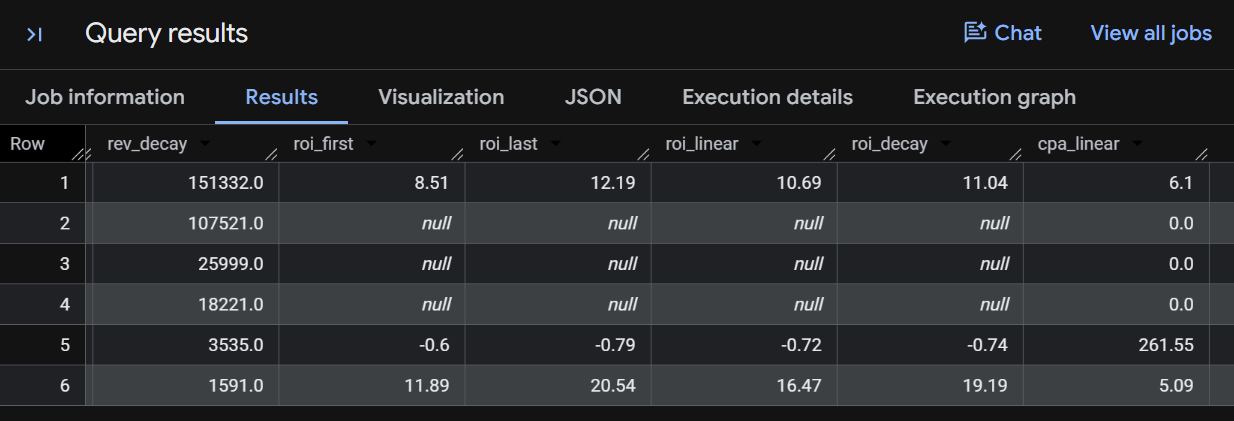 Query results Chat View all jobs
Job information Results Visualization JSON Execution details Execution graph
Row rev_decay roi_first roi_last roi_linear roi_decay cpa_linear
1 151332.0 8.51 12.19 10.69 11.04 6.1
2 107521.0 null null null null 0.0
3 25999.0 null null null null 0.0
4 18221.0 null null null null 0.0
5 3535.0 -0.6 -0.79 -0.72 -0.74 261.55
6 1591.0 11.89 20.54 16.47 19.19 5.09